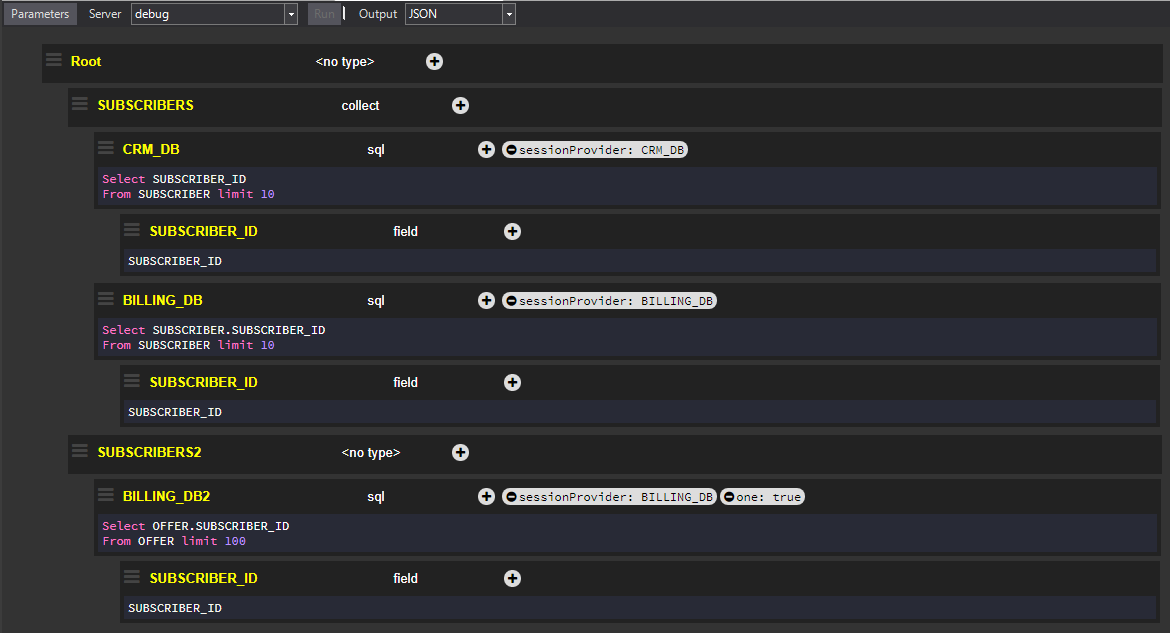 Parameters Server debug Run Output JSON
Root <no type>
SUBSCRIBERS collect
CRM_DB sql sessionProvider: CRM_DB
Select SUBSCRIBER_ID
From SUBSCRIBER limit 10
SUBSCRIBER_ID field
SUBSCRIBER_ID
BILLING_DB sql sessionProvider: BILLING_DB
Select SUBSCRIBER.SUBSCRIBER_ID
From SUBSCRIBER limit 10
SUBSCRIBER_ID field
SUBSCRIBER_ID
SUBSCRIBERS2 <no type>
BILLING_DB2 sql sessionProvider: BILLING_DB one: true
Select OFFER.SUBSCRIBER_ID
From OFFER limit 100
SUBSCRIBER_ID field
SUBSCRIBER_ID